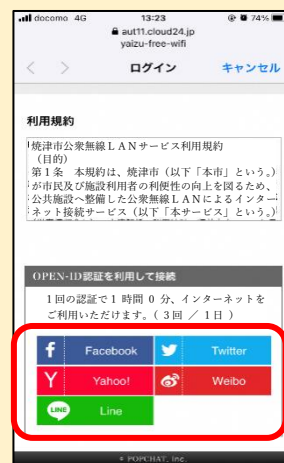 docomo 4G 13:23 74%
aut11.cloud24.jp
yaizu-free-wifi
ログイン キャンセル
利用規約
焼津市公衆無線LANサービス利用規約
(目的)
第1条 本規約は、焼津市(以下「本市」という。)
が市民及び施設利用者の利便性の向上を図るため、
公共施設へ整備した公衆無線LANによるインター
ネット接続サービス(以下「本サービス」という。)
OPEN-ID認証を利用して接続
1回の認証で1 時間 0 分、インターネットを
ご利用いただけます。( 3回 / 1日 )
Facebook Twitter
Yahoo! Weibo
LINE Line
POPCHAT, Inc.